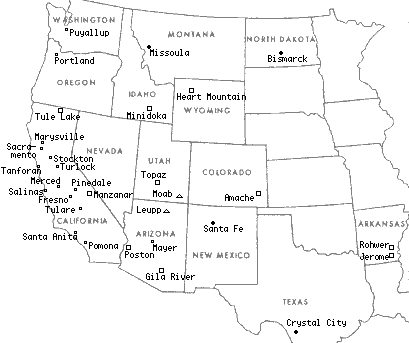 WASHINGTON
Puyallup
MONTANA
NORTH DAKOTA
Missoula
Portland
Bismarck
OREGON
IDAHO
Heart Mountain
WYOMING
Tule Lake
Minidoka
Marysville
NEVADA
Sacra-
mento
Stockton
UTAH
Tanforan
Turlock
Topaz
COLORADO
Merced
Pinedale
Salinas
Manzanar
Moab
Amache
Fresno
Tulare
Leupp
CALIFORNIA
ARKANSAS
Santa Fe
Santa Anita
ARIZONA
Pomona
Mayer
Rohwer
Poston
NEW MEXICO
Jerome
Gila River
TEXAS
Crystal City